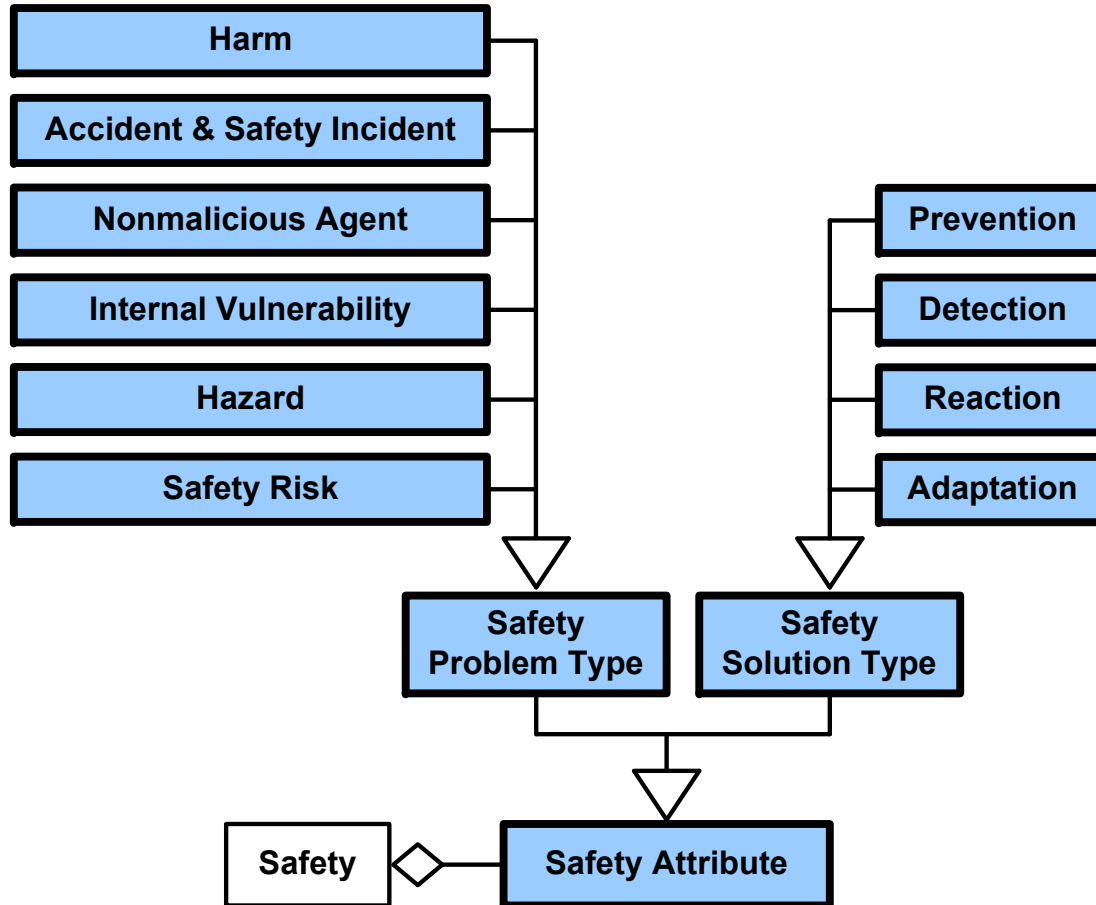 Harm
Accident & Safety Incident
Nonmalicious Agent
Internal Vulnerability
Hazard
Safety Risk
Prevention
Detection
Reaction
Adaptation
Safety
Problem Type
Safety
Solution Type
Safety
Safety Attribute